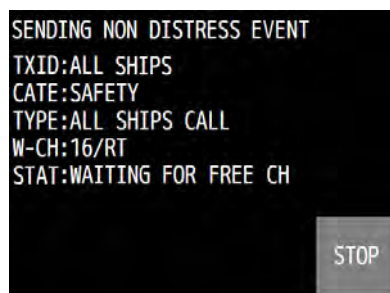 SENDING NON DISTRESS EVENT
TXID:ALL SHIPS
CATE:SAFETY
TYPE:ALL SHIPS CALL
W-CH:16/RT
STAT:WAITING FOR FREE CH
STOP